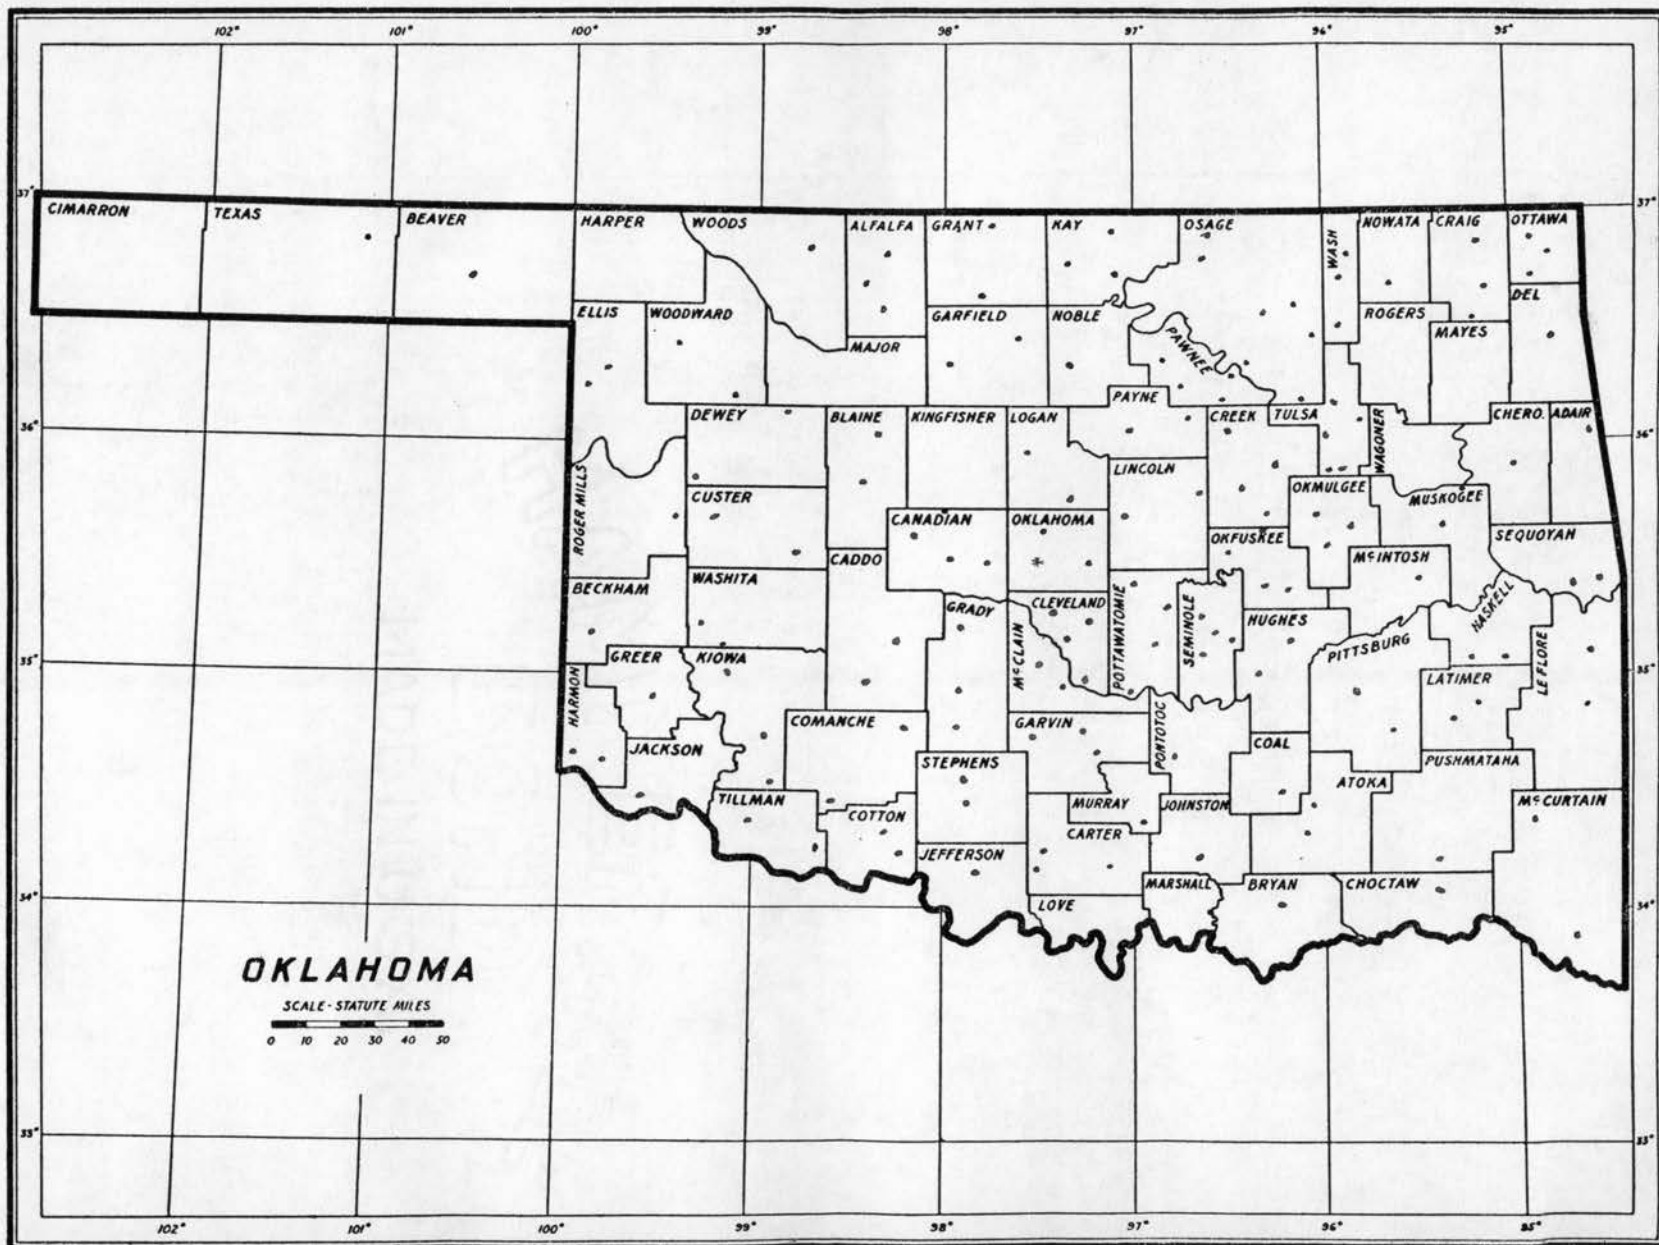 102° 101° 100° 99° 98° 97° 96° 95°
37° 37°
CIMARRON TEXAS BEAVER HARPER WOODS ALFALFA GRANT KAY OSAGE WASH NOWATA CRAIG OTTAWA
DEL
ELLIS WOODWARD GARFIELD NOBLE ROGERS
MAYES
MAJOR PAWNEE
PAYNE
DEWEY BLAINE KINGFISHER LOGAN CREEK TULSA WAGONER CHERO. ADAIR
36° 36°
LINCOLN
ROGER MILLS CUSTER OKMULGEE MUSKOGEE
CANADIAN OKLAHOMA
OKFUSKEE SEQUOYAH
CADDO McINTOSH
BECKHAM WASHITA
GRADY CLEVELAND HASKELL
POTTAWATOMIE SEMINOLE HUGHES
McCLAIN PITTSBURG LE FLORE
35° GREER KIOWA 35°
HARMON LATIMER
COMANCHE GARVIN PONTOTOC
JACKSON COAL
STEPHENS PUSHMATAHA
ATOKA
TILLMAN MURRAY JOHNSTON McCURTAIN
COTTON
CARTER
JEFFERSON
MARSHALL BRYAN CHOCTAW
34° LOVE 34°
OKLAHOMA
SCALE - STATUTE MILES
0 10 20 30 40 50
33° 33°
102° 101° 100° 99° 98° 97° 96° 95°